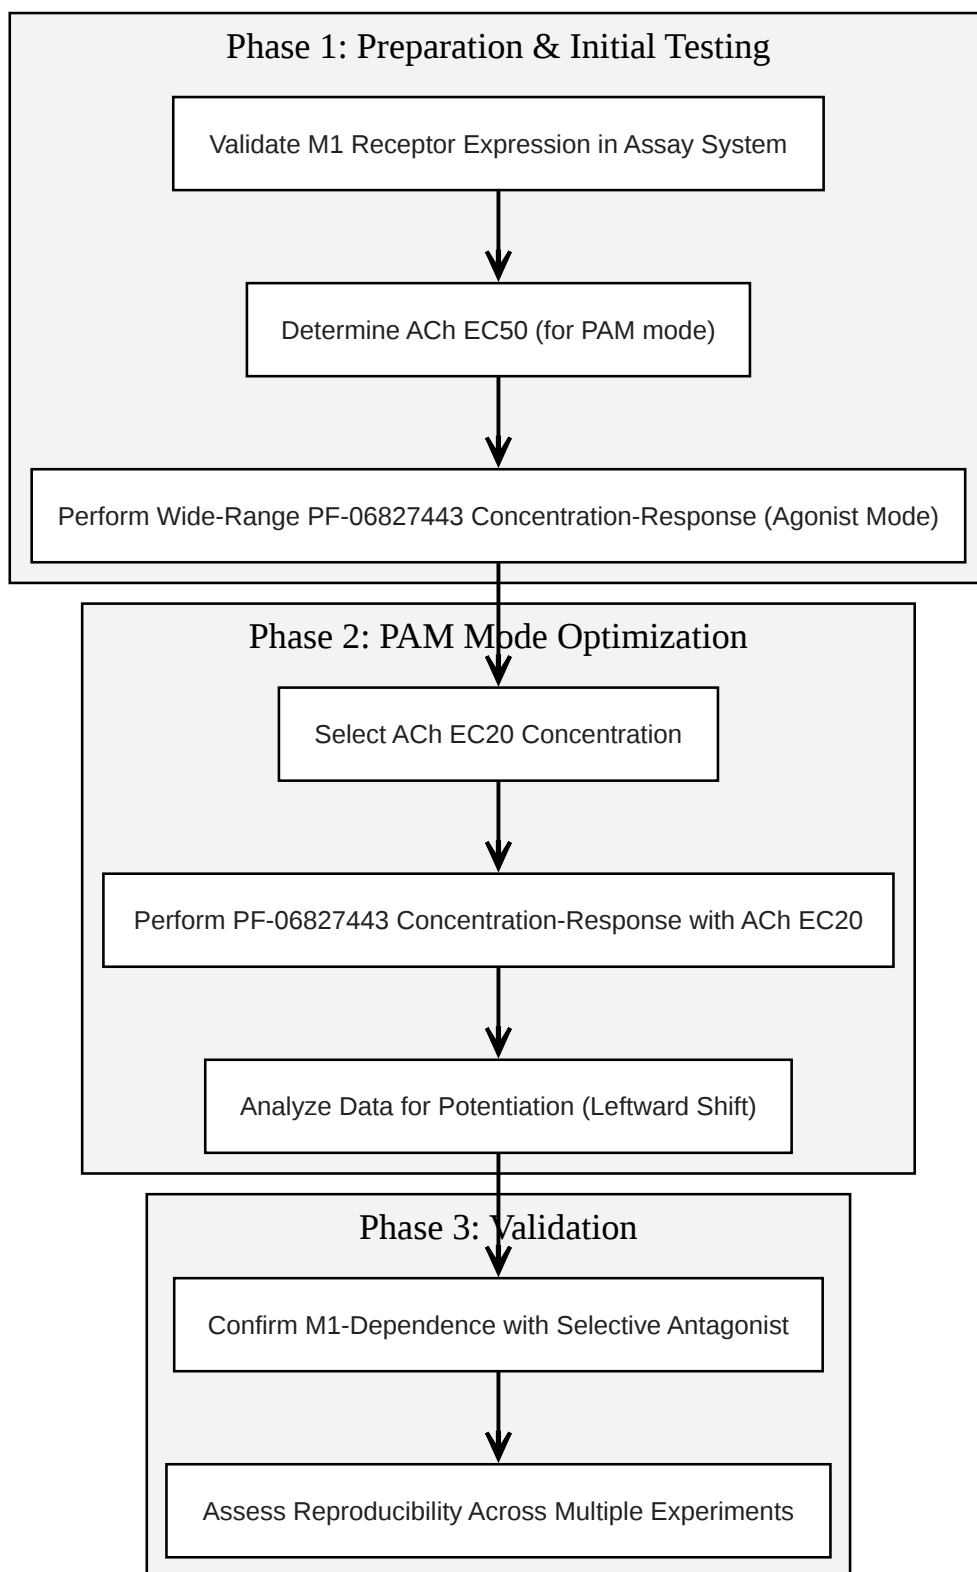 Phase 1: Preparation & Initial Testing
Validate M1 Receptor Expression in Assay System
Determine ACh EC50 (for PAM mode)
Perform Wide-Range PF-06827443 Concentration-Response (Agonist Mode)
Phase 2: PAM Mode Optimization
Select ACh EC20 Concentration
Perform PF-06827443 Concentration-Response with ACh EC20
Analyze Data for Potentiation (Leftward Shift)
Phase 3: Validation
Confirm M1-Dependence with Selective Antagonist
Assess Reproducibility Across Multiple Experiments